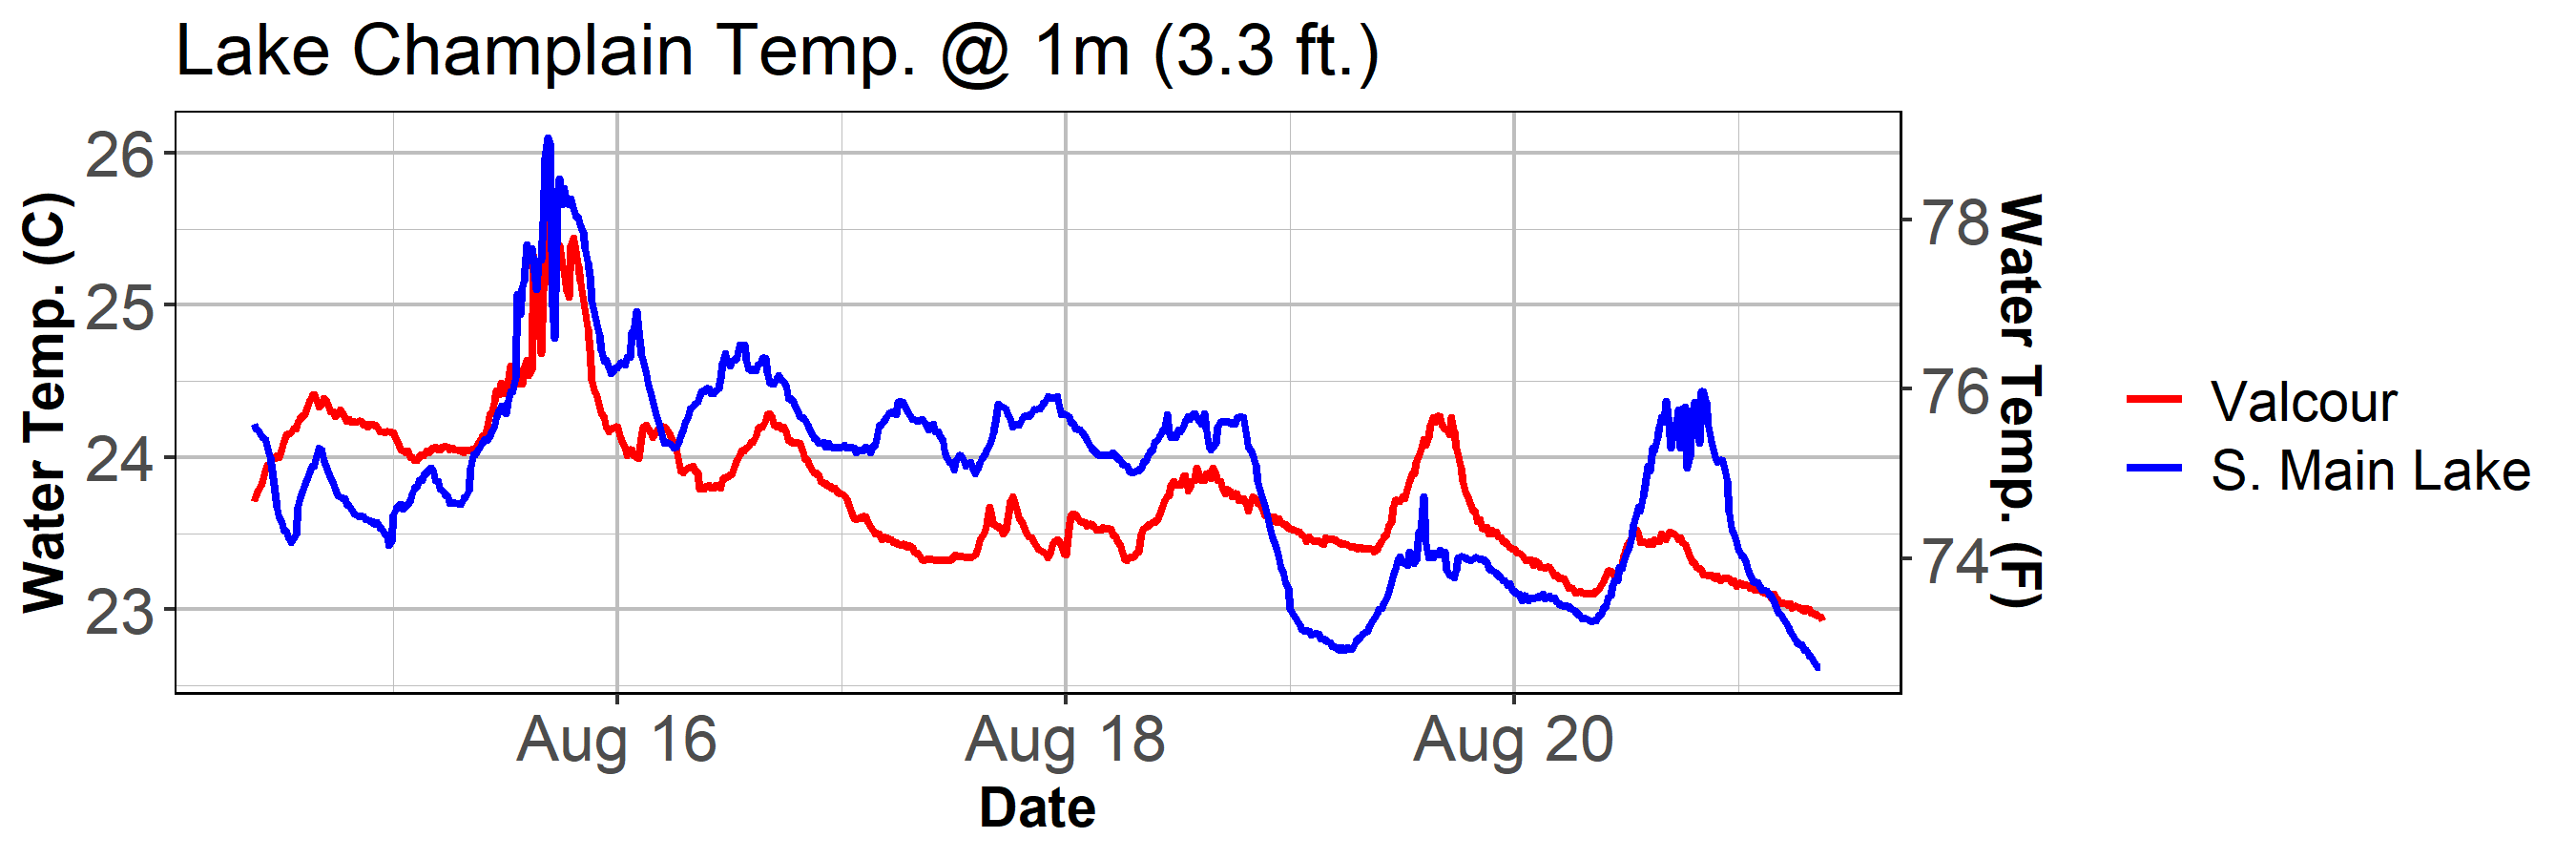 Lake Champlain Temp. @ 1m (3.3 ft.)
Water Temp. (C)
26
25
24
23
78
76
74
Water Temp. (F)
Aug 16
Aug 18
Aug 20
Date
Valcour
S. Main Lake